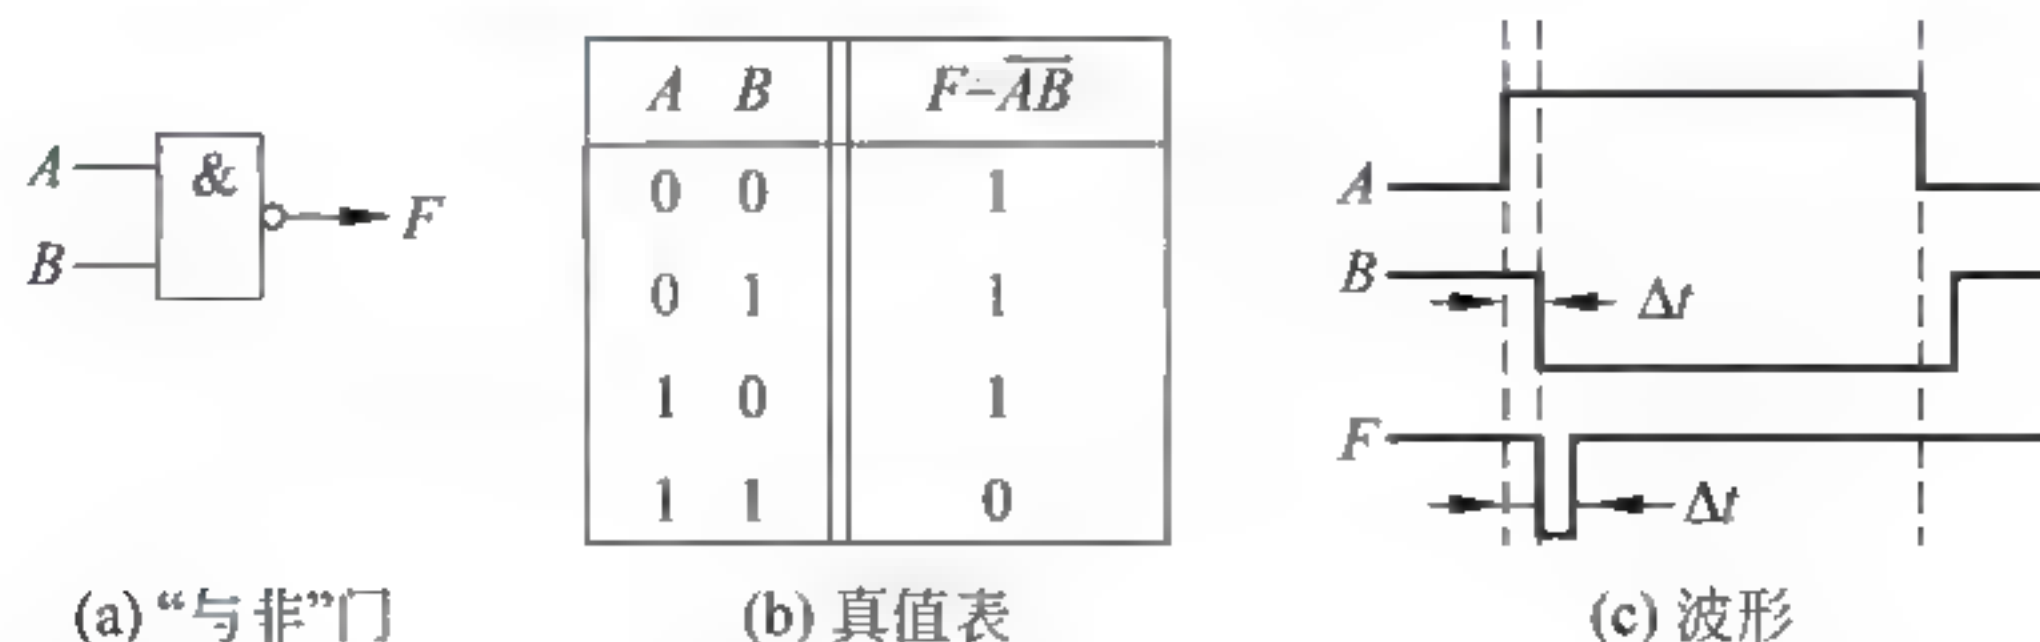 A
B
&
F
A B F-\overline{AB}
0 0 1
0 1 1
1 0 1
1 1 0
A
B
Δt
F
Δt
(a) “与非”门
(b) 真值表
(c) 波形